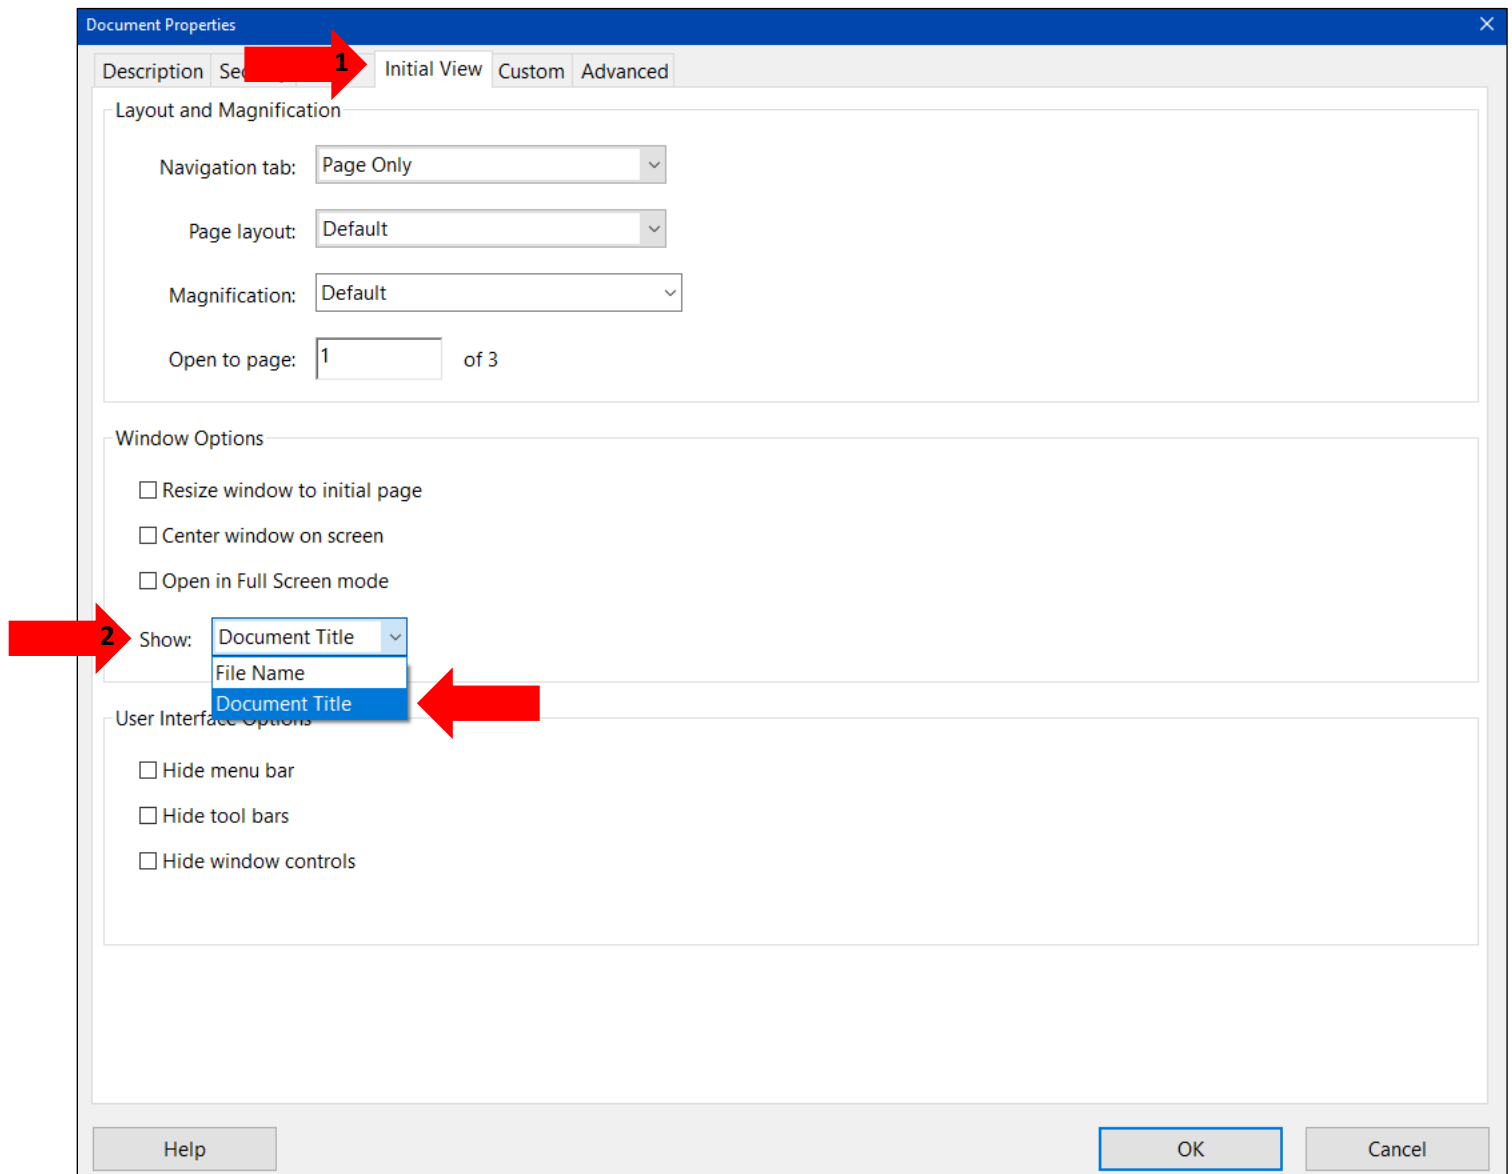 Document Properties
Description 1 Initial View Custom Advanced
Layout and Magnification
Navigation tab: Page Only
Page layout: Default
Magnification: Default
Open to page: 1 of 3
Window Options
Resize window to initial page
Center window on screen
Open in Full Screen mode
2 Show: Document Title
File Name
Document Title
User Interface Options
Hide menu bar
Hide tool bars
Hide window controls
Help OK Cancel